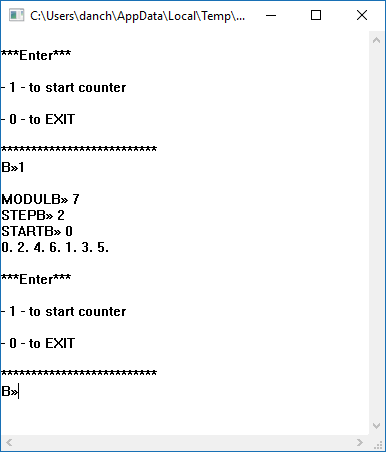 C:\Users\danch\AppData\Local\Temp\...
***Enter***
- 1 - to start counter
- 0 - to EXIT
**************************
B»1
MODULB» 7
STEPB» 2
STARTB» 0
0. 2. 4. 6. 1. 3. 5.
***Enter***
- 1 - to start counter
- 0 - to EXIT
**************************
B»